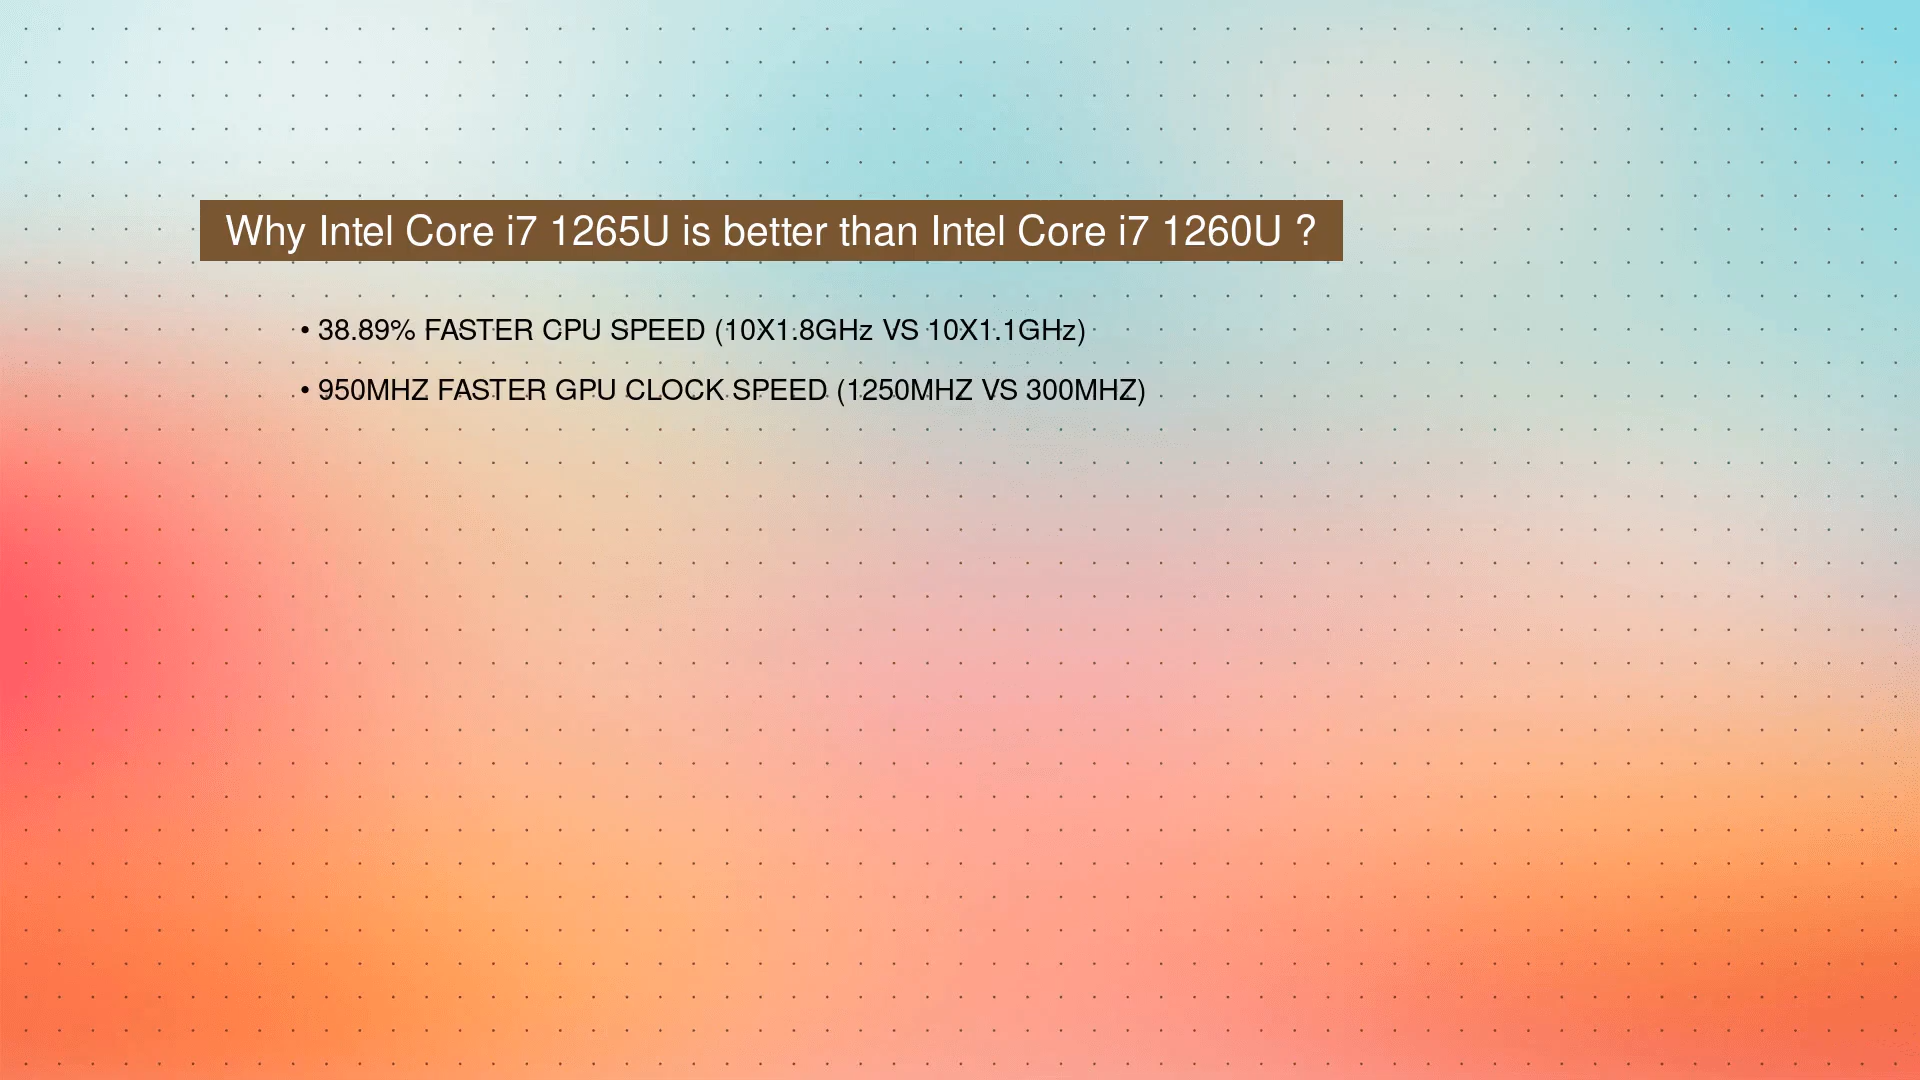 Why Intel Core i7 1265U is better than Intel Core i7 1260U ?
• 38.89% FASTER CPU SPEED (10X1.8GHz VS 10X1.1GHz)
• 950MHZ FASTER GPU CLOCK SPEED (1250MHZ VS 300MHZ)